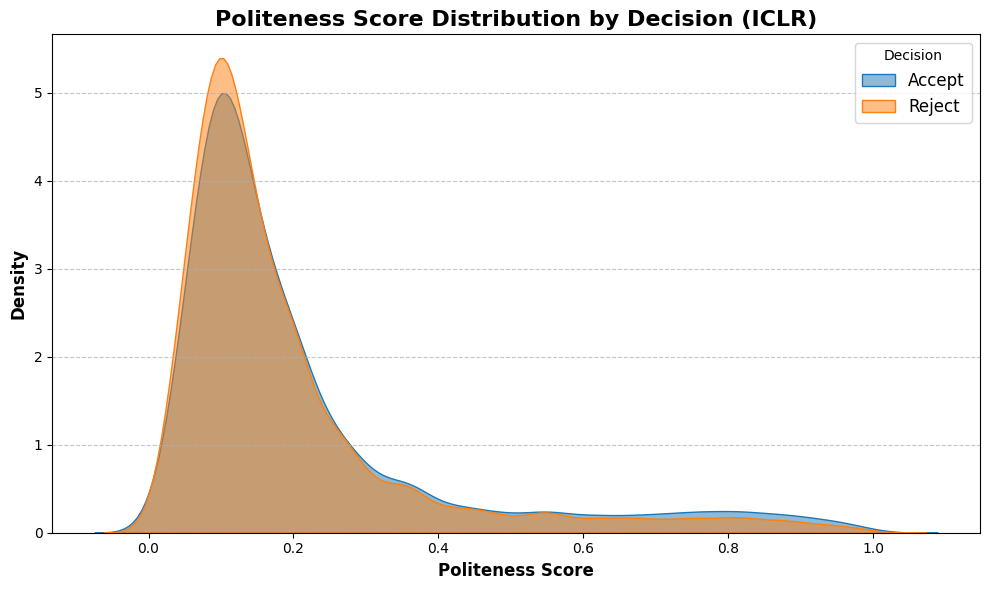 Politeness Score Distribution by Decision (ICLR)
Decision
Accept
Reject
Density
5
4
3
2
1
0
0.0 0.2 0.4 0.6 0.8 1.0
Politeness Score